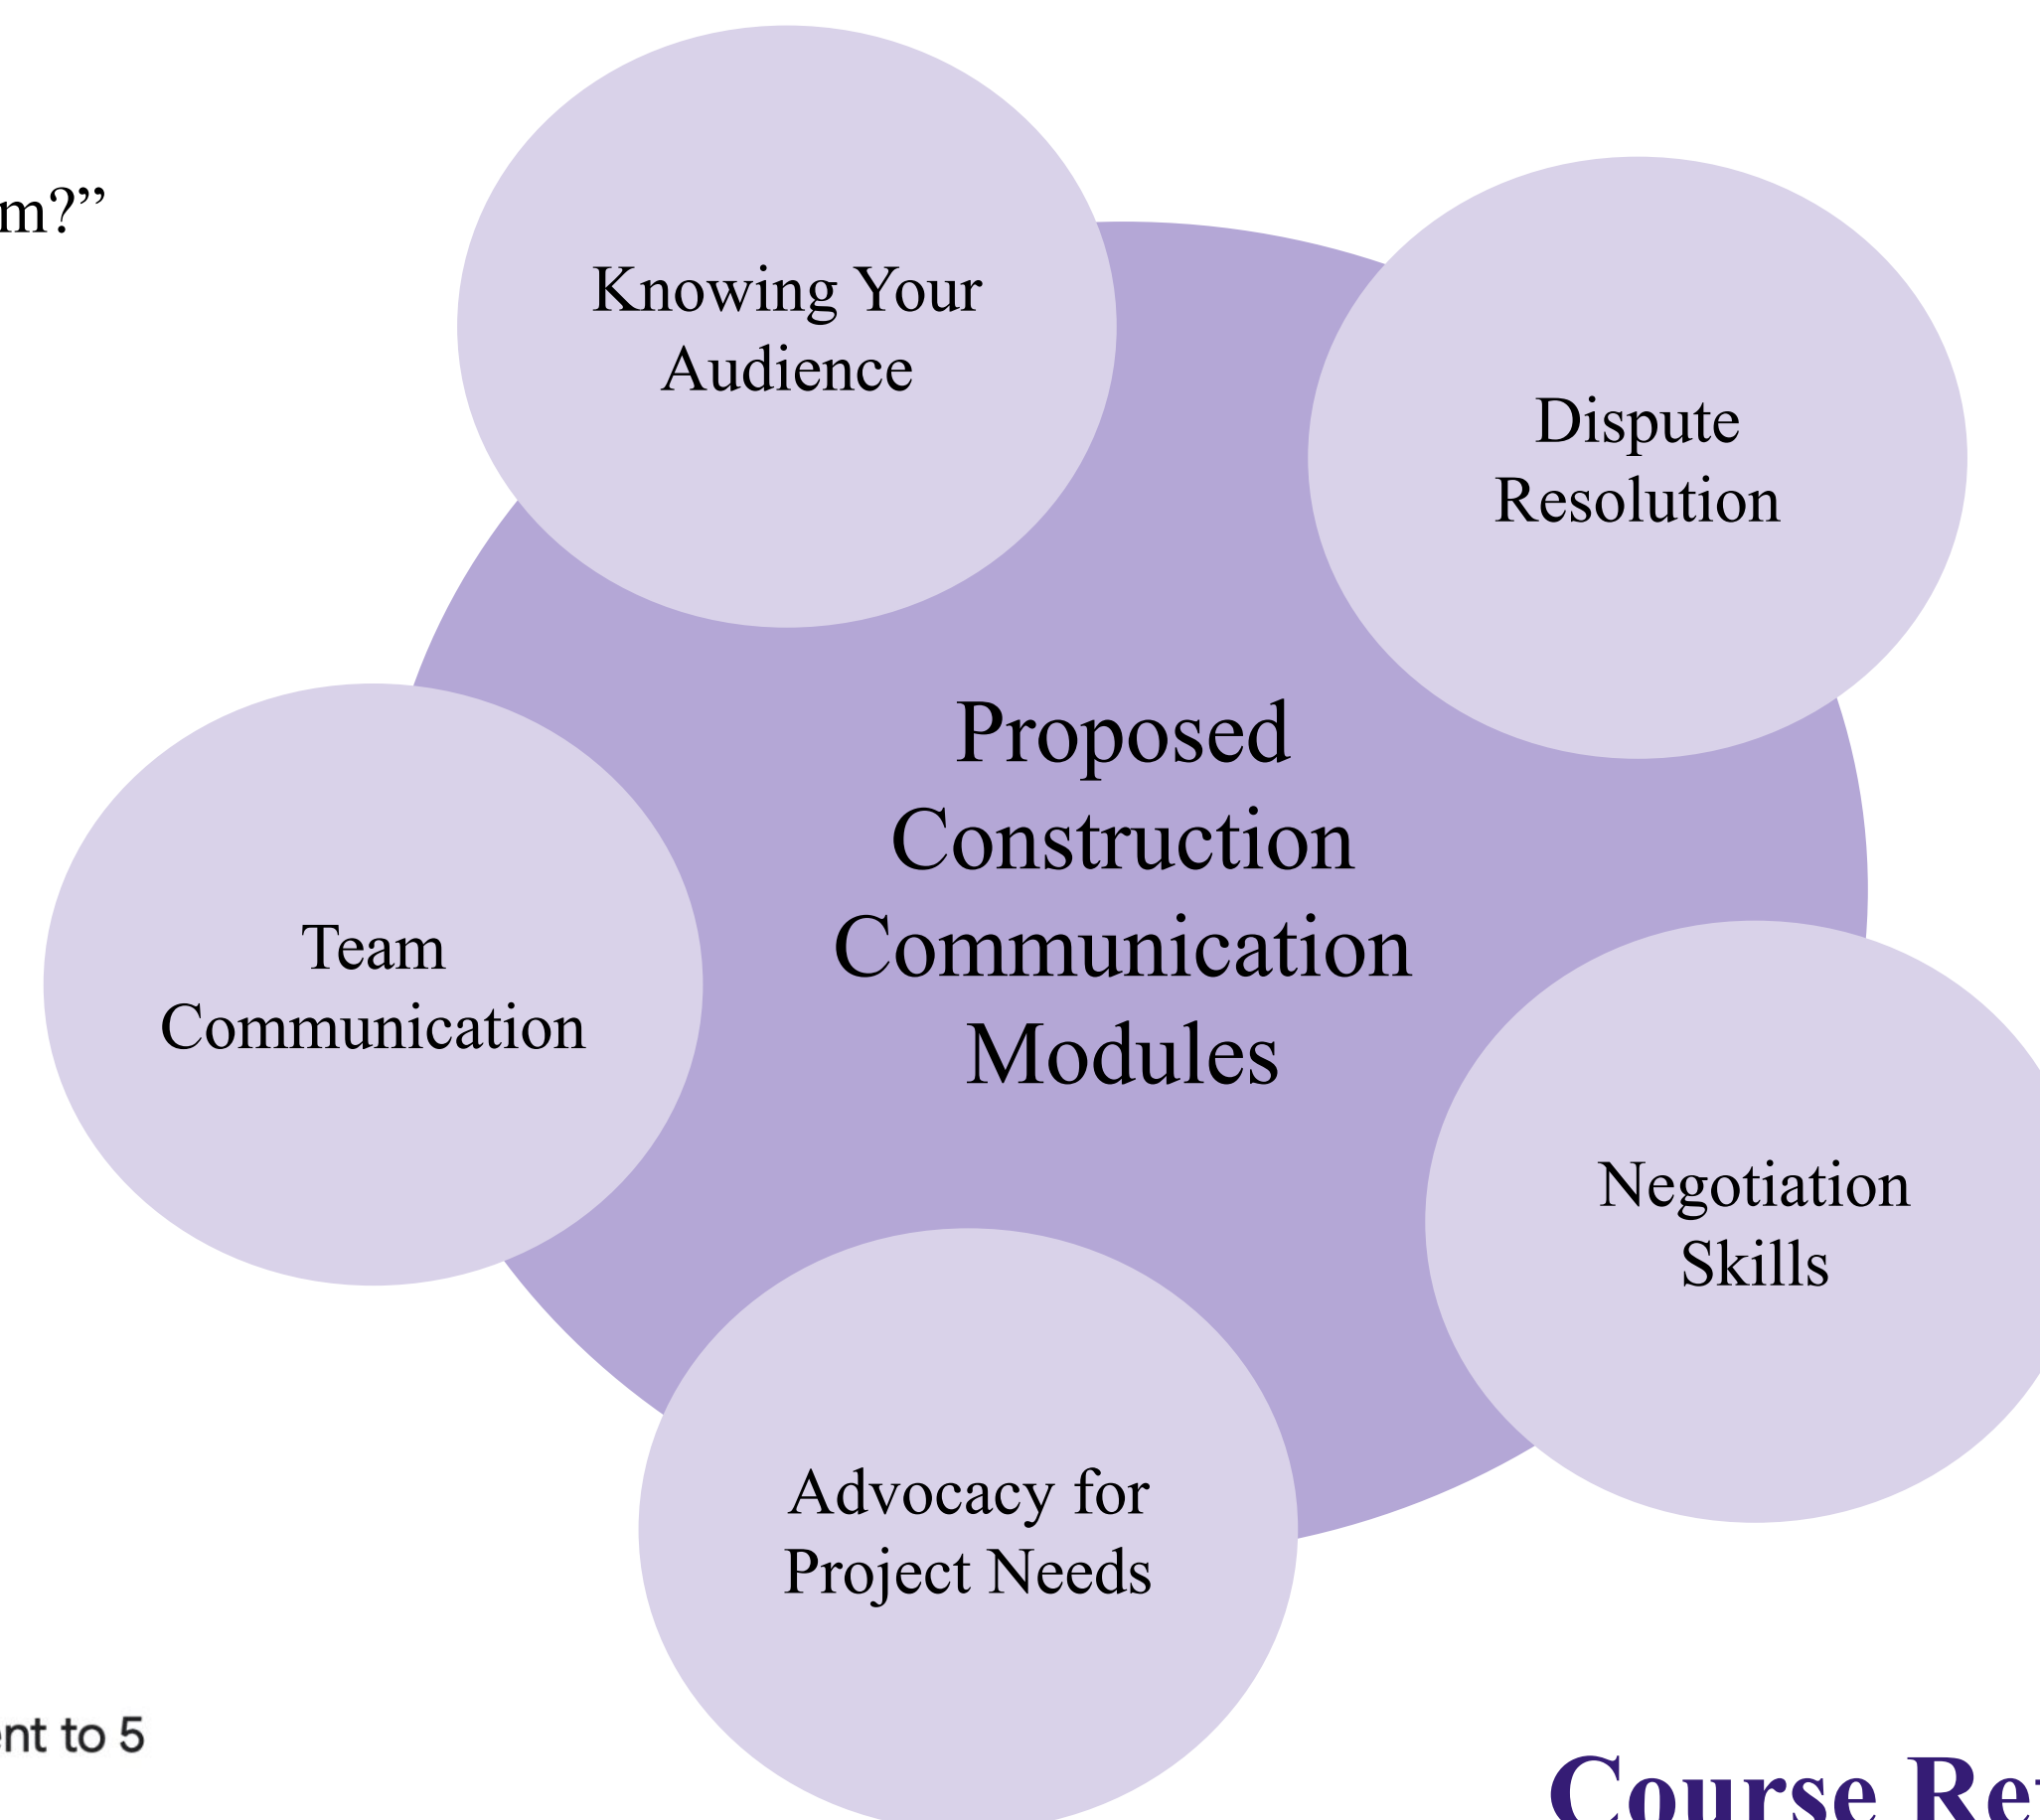 m?”
Knowing Your
Audience
Dispute
Resolution
Proposed
Construction
Communication
Modules
Team
Communication
Negotiation
Skills
Advocacy for
Project Needs
nt to 5
Course Re